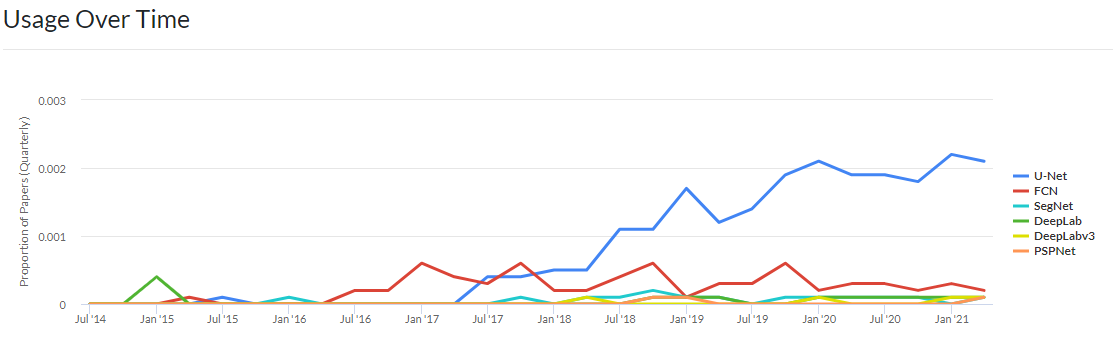 Usage Over Time
Proportion of Papers (Quarterly)
0.003
0.002
0.001
0
Jul '14
Jan '15
Jul '15
Jan '16
Jul '16
Jan '17
Jul '17
Jan '18
Jul '18
Jan '19
Jul '19
Jan '20
Jul '20
Jan '21
U-Net
FCN
SegNet
DeepLab
DeepLabv3
PSPNet